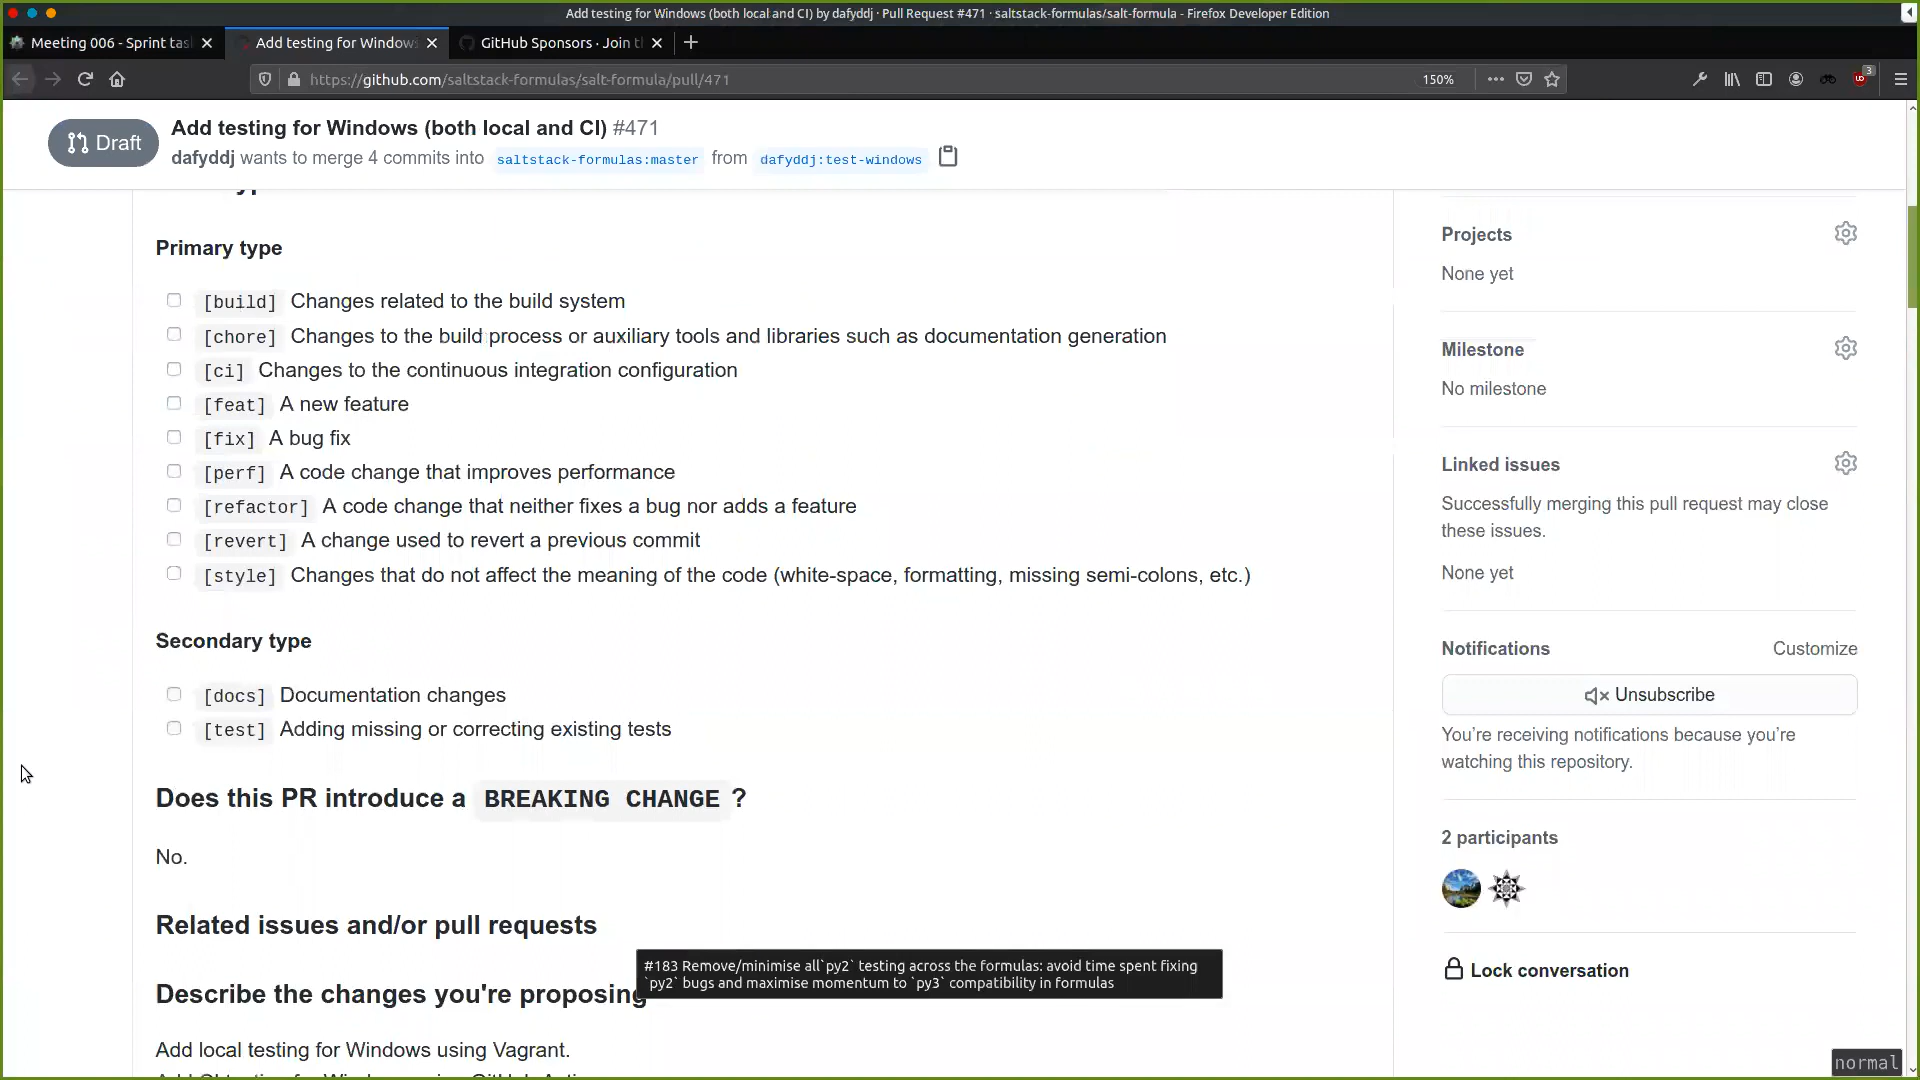 Add testing for Windows (both local and CI) by dafyddj · Pull Request #471 · saltstack-formulas/salt-formula - Firefox Developer Edition
Meeting 006 - Sprint tas
Add testing for Windows
GitHub Sponsors · Join t
https://github.com/saltstack-formulas/salt-formula/pull/471
150%
3
Draft
Add testing for Windows (both local and CI) #471
dafyddj wants to merge 4 commits into saltstack-formulas:master from dafyddj:test-windows
Primary type
[build] Changes related to the build system
[chore] Changes to the build process or auxiliary tools and libraries such as documentation generation
[ci] Changes to the continuous integration configuration
[feat] A new feature
[fix] A bug fix
[perf] A code change that improves performance
[refactor] A code change that neither fixes a bug nor adds a feature
[revert] A change used to revert a previous commit
[style] Changes that do not affect the meaning of the code (white-space, formatting, missing semi-colons, etc.)
Secondary type
[docs] Documentation changes
[test] Adding missing or correcting existing tests
Does this PR introduce a BREAKING CHANGE ?
No.
Related issues and/or pull requests
Describe the changes you're proposing
#183 Remove/minimise all`py2` testing across the formulas: avoid time spent fixing
`py2` bugs and maximise momentum to `py3` compatibility in formulas
Add local testing for Windows using Vagrant.
Projects
None yet
Milestone
No milestone
Linked issues
Successfully merging this pull request may close
these issues.
None yet
Notifications
Customize
Unsubscribe
You're receiving notifications because you're
watching this repository.
2 participants
Lock conversation
normal